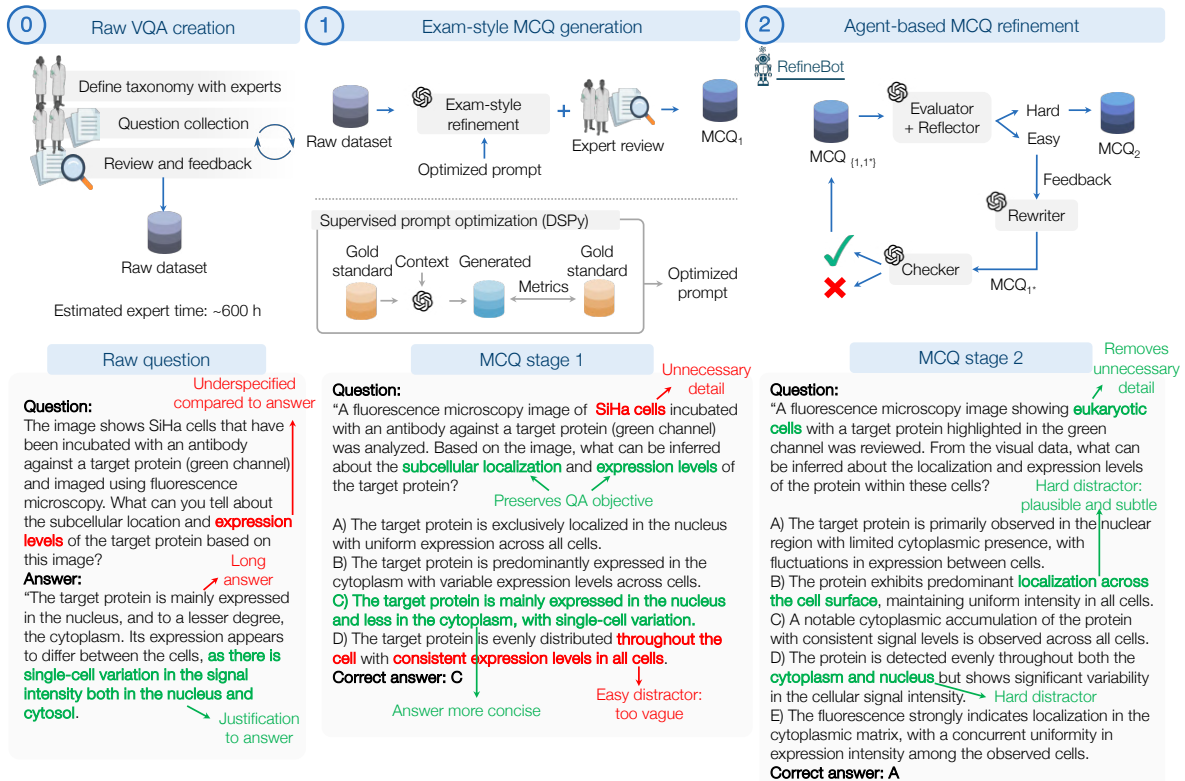 0
Raw VQA creation
Define taxonomy with experts
Question collection
Review and feedback
Raw dataset
Estimated expert time: ~600 h
1
Exam-style MCQ generation
Raw dataset
Exam-style
refinement
+
Expert review
MCQ1
Optimized prompt
Supervised prompt optimization (DSPy)
Gold
standard
Context
Generated
Metrics
Gold
standard
Optimized
prompt
2
Agent-based MCQ refinement
RefineBot
MCQ {1,1*}
Evaluator
+ Reflector
Hard
Easy
MCQ2
Feedback
Rewriter
Checker
MCQ1*
Raw question
Underspecified
compared to answer
Question:
The image shows SiHa cells that have
been incubated with an antibody
against a target protein (green channel)
and imaged using fluorescence
microscopy. What can you tell about
the subcellular location and expression
levels of the target protein based on
this image?
Long
answer
Answer:
“The target protein is mainly expressed
in the nucleus, and to a lesser degree,
the cytoplasm. Its expression appears
to differ between the cells, as there is
single-cell variation in the signal
intensity both in the nucleus and
cytosol.
Justification
to answer
MCQ stage 1
Unnecessary
detail
Question:
“A fluorescence microscopy image of SiHa cells incubated
with an antibody against a target protein (green channel)
was analyzed. Based on the image, what can be inferred
about the subcellular localization and expression levels of
the target protein?
Preserves QA objective
A) The target protein is exclusively localized in the nucleus
with uniform expression across all cells.
B) The target protein is predominantly expressed in the
cytoplasm with variable expression levels across cells.
C) The target protein is mainly expressed in the nucleus
and less in the cytoplasm, with single-cell variation.
D) The target protein is evenly distributed throughout the
cell with consistent expression levels in all cells.
Correct answer: C
Answer more concise
Easy distractor:
too vague
MCQ stage 2
Removes
unnecessary
detail
Question:
“A fluorescence microscopy image showing eukaryotic
cells with a target protein highlighted in the green
channel was reviewed. From the visual data, what can
be inferred about the localization and expression levels
of the protein within these cells?
Hard distractor:
plausible and subtle
A) The target protein is primarily observed in the nuclear
region with limited cytoplasmic presence, with
fluctuations in expression between cells.
B) The protein exhibits predominant localization across
the cell surface, maintaining uniform intensity in all cells.
C) A notable cytoplasmic accumulation of the protein
with consistent signal levels is observed across all cells.
D) The protein is detected evenly throughout both the
cytoplasm and nucleus but shows significant variability
in the cellular signal intensity.
Hard distractor
E) The fluorescence strongly indicates localization in the
cytoplasmic matrix, with a concurrent uniformity in
expression intensity among the observed cells.
Correct answer: A